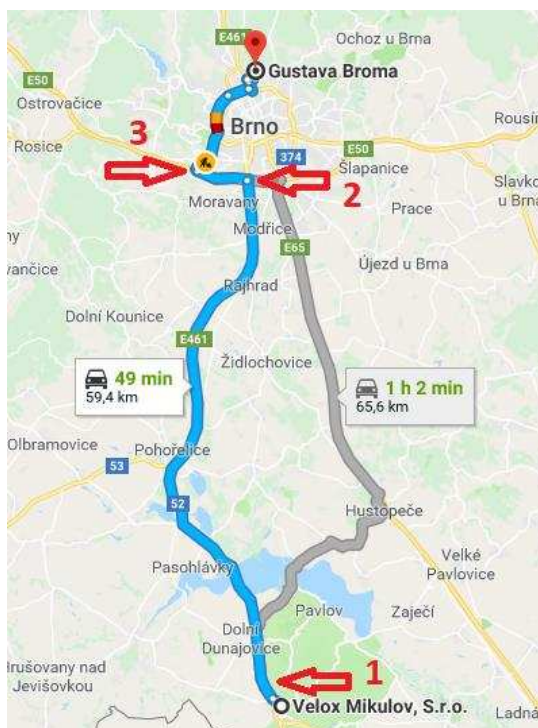 E461
Ochoz u Brna
Gustava Broma
E50
Ostrovačice
Rosice
3
Brno
E50
Rousín
374
Šlapanice
Slavko
u Brna
2
Moravany
Prace
Modřice
E65
vančice
Újezd u Brna
Rajhrad
Dolní Kounice
E461
Židlochovice
49 min
59,4 km
1 h 2 min
65,6 km
Olbramovice
Pohořelice
53
52
Hustopeče
Velké
Pavlovice
Pasohlávky
Pavlov
Zaječí
Dolní
Dunajovice
Hrušovany nad
Jevišovkou
1
Ladná
Velox Mikulov, S.r.o.